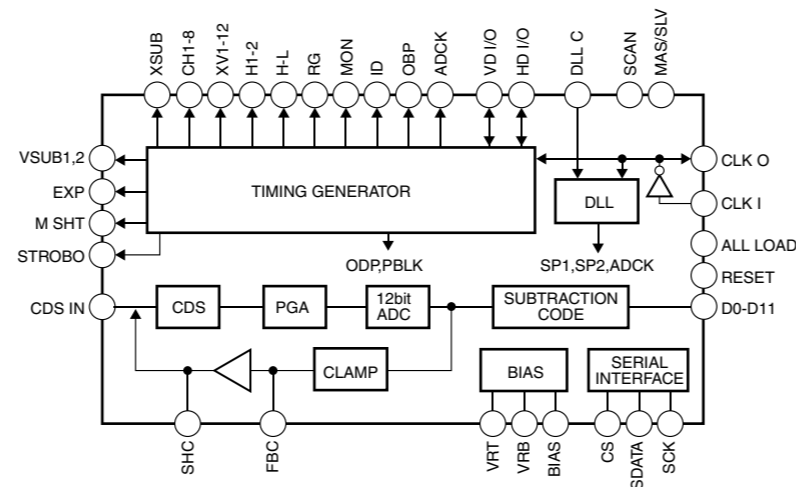 XSUB
CH1-8
XV1-12
H1-2
H-L
RG
MON
ID
OBP
ADCK
VD I/O
HD I/O
DLL C
SCAN
MAS/SLV
VSUB1,2
EXP
M SHT
STROBO
CDS IN
TIMING GENERATOR
DLL
CLK O
CLK I
ALL LOAD
RESET
D0-D11
ODP,PBLK
SP1,SP2,ADCK
CDS
PGA
12bit
ADC
SUBTRACTION
CODE
CLAMP
BIAS
SERIAL
INTERFACE
SHC
FBC
VRT
VRB
BIAS
CS
SDATA
SCK